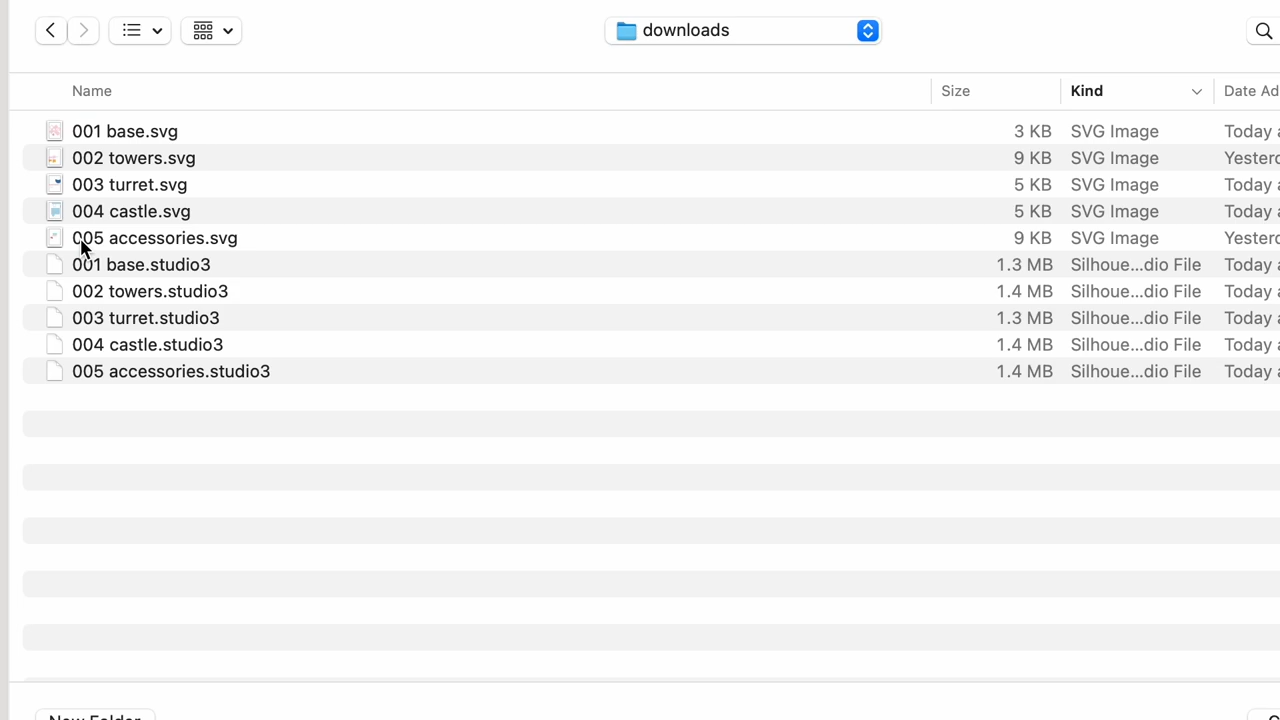 downloads
Name Size Kind Date Ad
001 base.svg 3 KB SVG Image Today a
002 towers.svg 9 KB SVG Image Yesterd
003 turret.svg 5 KB SVG Image Today a
004 castle.svg 5 KB SVG Image Today a
005 accessories.svg 9 KB SVG Image Yesterd
001 base.studio3 1.3 MB Silhoue...dio File Today a
002 towers.studio3 1.4 MB Silhoue...dio File Today a
003 turret.studio3 1.3 MB Silhoue...dio File Today a
004 castle.studio3 1.4 MB Silhoue...dio File Today a
005 accessories.studio3 1.4 MB Silhoue...dio File Today a
New Folder